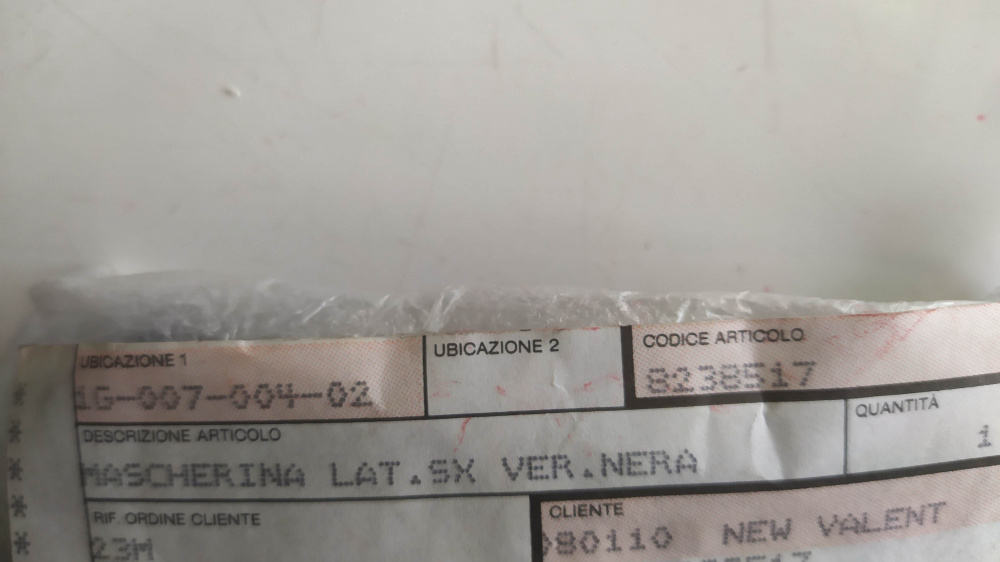 UBICAZIONE 1
UBICAZIONE 2
CODICE ARTICOLO
1G-007-004-02
8238517
DESCRIZIONE ARTICOLO
QUANTITÀ
MASCHERINA LAT.SX VER.NERA
1
RIF. ORDINE CLIENTE
CLIENTE
23M
080110 NEW VALENT